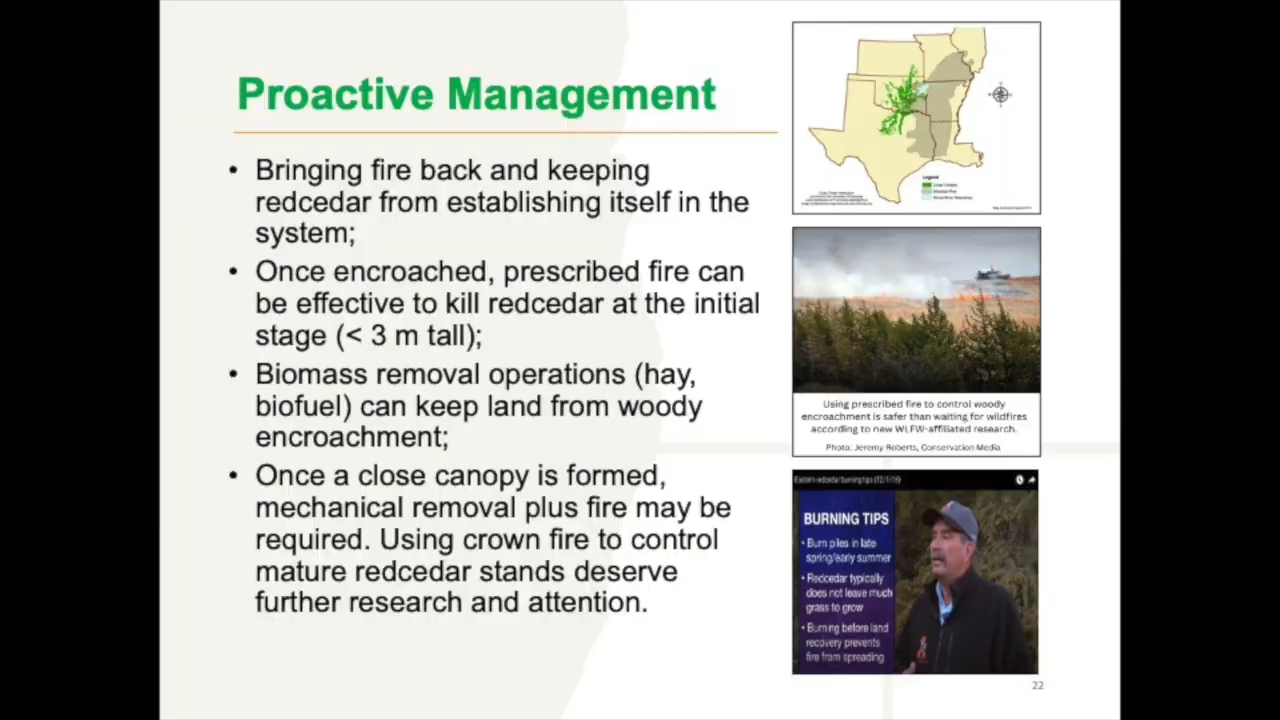 Proactive Management
• Bringing fire back and keeping
redcedar from establishing itself in the
system;
• Once encroached, prescribed fire can
be effective to kill redcedar at the initial
stage (< 3 m tall);
• Biomass removal operations (hay,
biofuel) can keep land from woody
encroachment;
• Once a close canopy is formed,
mechanical removal plus fire may be
required. Using crown fire to control
mature redcedar stands deserve
further research and attention.
Legend
Using prescribed fire to control woody
encroachment is safer than waiting for wildfires
according to new WLFW-affiliated research.
Photo: Jeremy Roberts, Conservation Media
Eastern redcedar burning tips (12/1/18)
BURNING TIPS
• Burn piles in late
spring/early summer
• Redcedar typically
does not leave much
grass to grow
• Burning before land
recovery prevents
fire from spreading
22